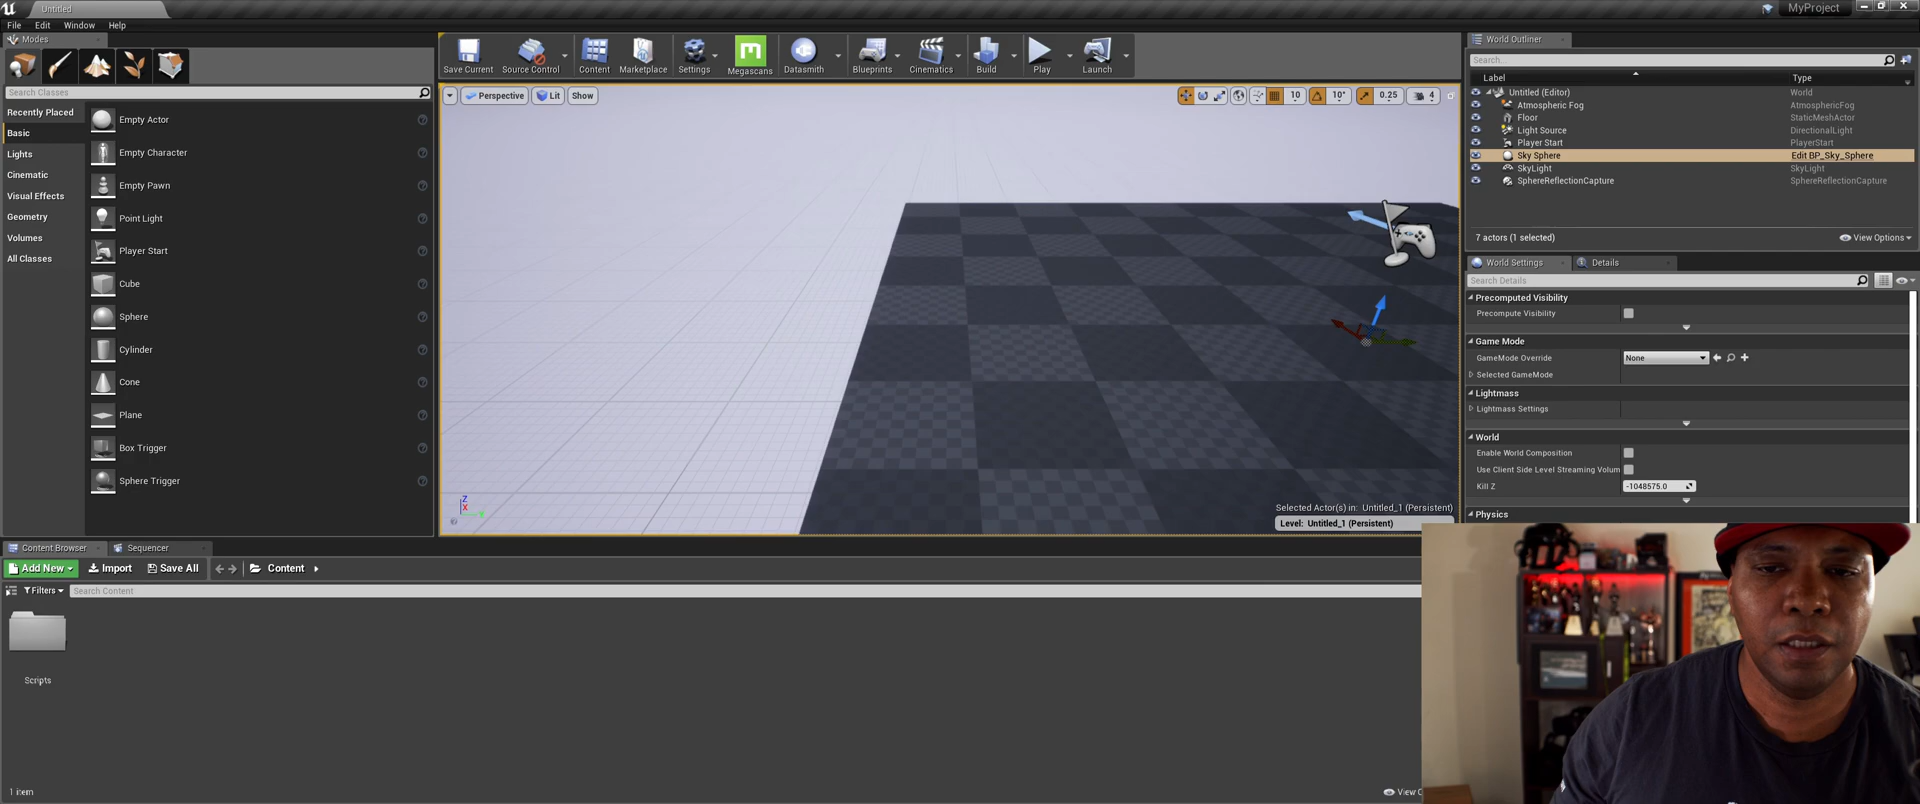 Untitled
MyProject
File Edit Window Help
Modes
Search Classes
Recently Placed
Basic
Lights
Cinematic
Visual Effects
Geometry
Volumes
All Classes
Empty Actor
Empty Character
Empty Pawn
Point Light
Player Start
Cube
Sphere
Cylinder
Cone
Plane
Box Trigger
Sphere Trigger
Save Current Source Control Content Marketplace Settings Megascans Datasmith Blueprints Cinematics Build Play Launch
Perspective Lit Show
10 10° 0.25 4
Z
X
Selected Actor(s) in: Untitled_1 (Persistent)
Level: Untitled_1 (Persistent)
World Outliner
Search...
Label Type
Untitled (Editor) World
Atmospheric Fog AtmosphericFog
Floor StaticMeshActor
Light Source DirectionalLight
Player Start PlayerStart
Sky Sphere Edit BP_Sky_Sphere
SkyLight SkyLight
SphereReflectionCapture SphereReflectionCapture
7 actors (1 selected) View Options
World Settings Details
Search Details
Precomputed Visibility
Precompute Visibility
Game Mode
GameMode Override None
Selected GameMode
Lightmass
Lightmass Settings
World
Enable World Composition
Use Client Side Level Streaming Volum
Kill Z -1048575.0
Physics
Content Browser Sequencer
Add New Import Save All Content
Filters Search Content
Scripts
1 item
View